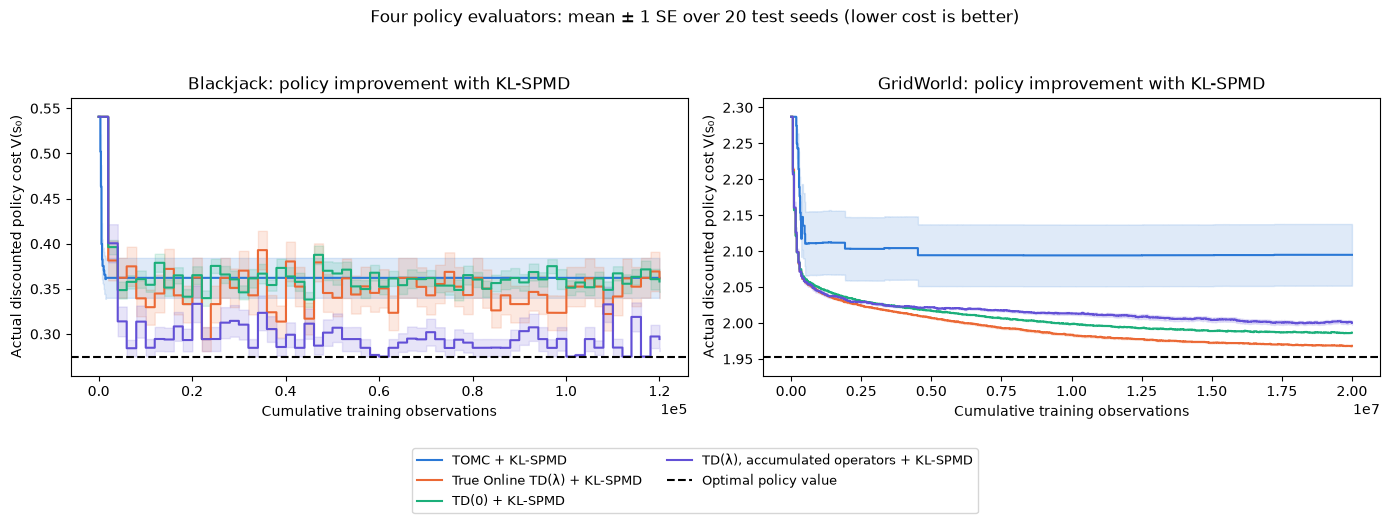 Four policy evaluators: mean ± 1 SE over 20 test seeds (lower cost is better)
Blackjack: policy improvement with KL-SPMD
Actual discounted policy cost V(s₀)
0.55
0.50
0.45
0.40
0.35
0.30
0.0 0.2 0.4 0.6 0.8 1.0 1.2
1e5
Cumulative training observations
GridWorld: policy improvement with KL-SPMD
Actual discounted policy cost V(s₀)
2.30
2.25
2.20
2.15
2.10
2.05
2.00
1.95
0.00 0.25 0.50 0.75 1.00 1.25 1.50 1.75 2.00
1e7
Cumulative training observations
TOMC + KL-SPMD
True Online TD(λ) + KL-SPMD
TD(0) + KL-SPMD
TD(λ), accumulated operators + KL-SPMD
Optimal policy value